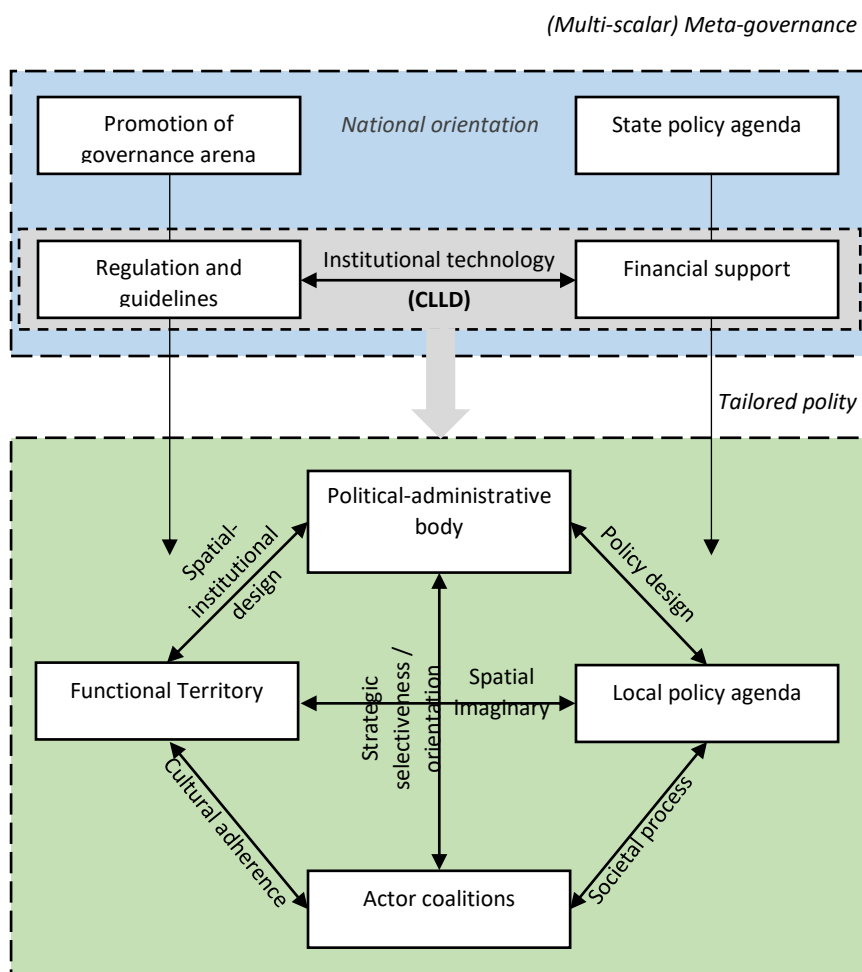 (Multi-scalar) Meta-governance
Promotion of
governance arena
National orientation
State policy agenda
Regulation and
guidelines
Institutional technology
(CLLD)
Financial support
Tailored polity
Political-administrative
body
Spatial-
institutional
design
Policy design
Functional Territory
Strategic
selectiveness /
orientation
Spatial
Imaginary
Local policy agenda
Cultural adherence
Societal process
Actor coalitions